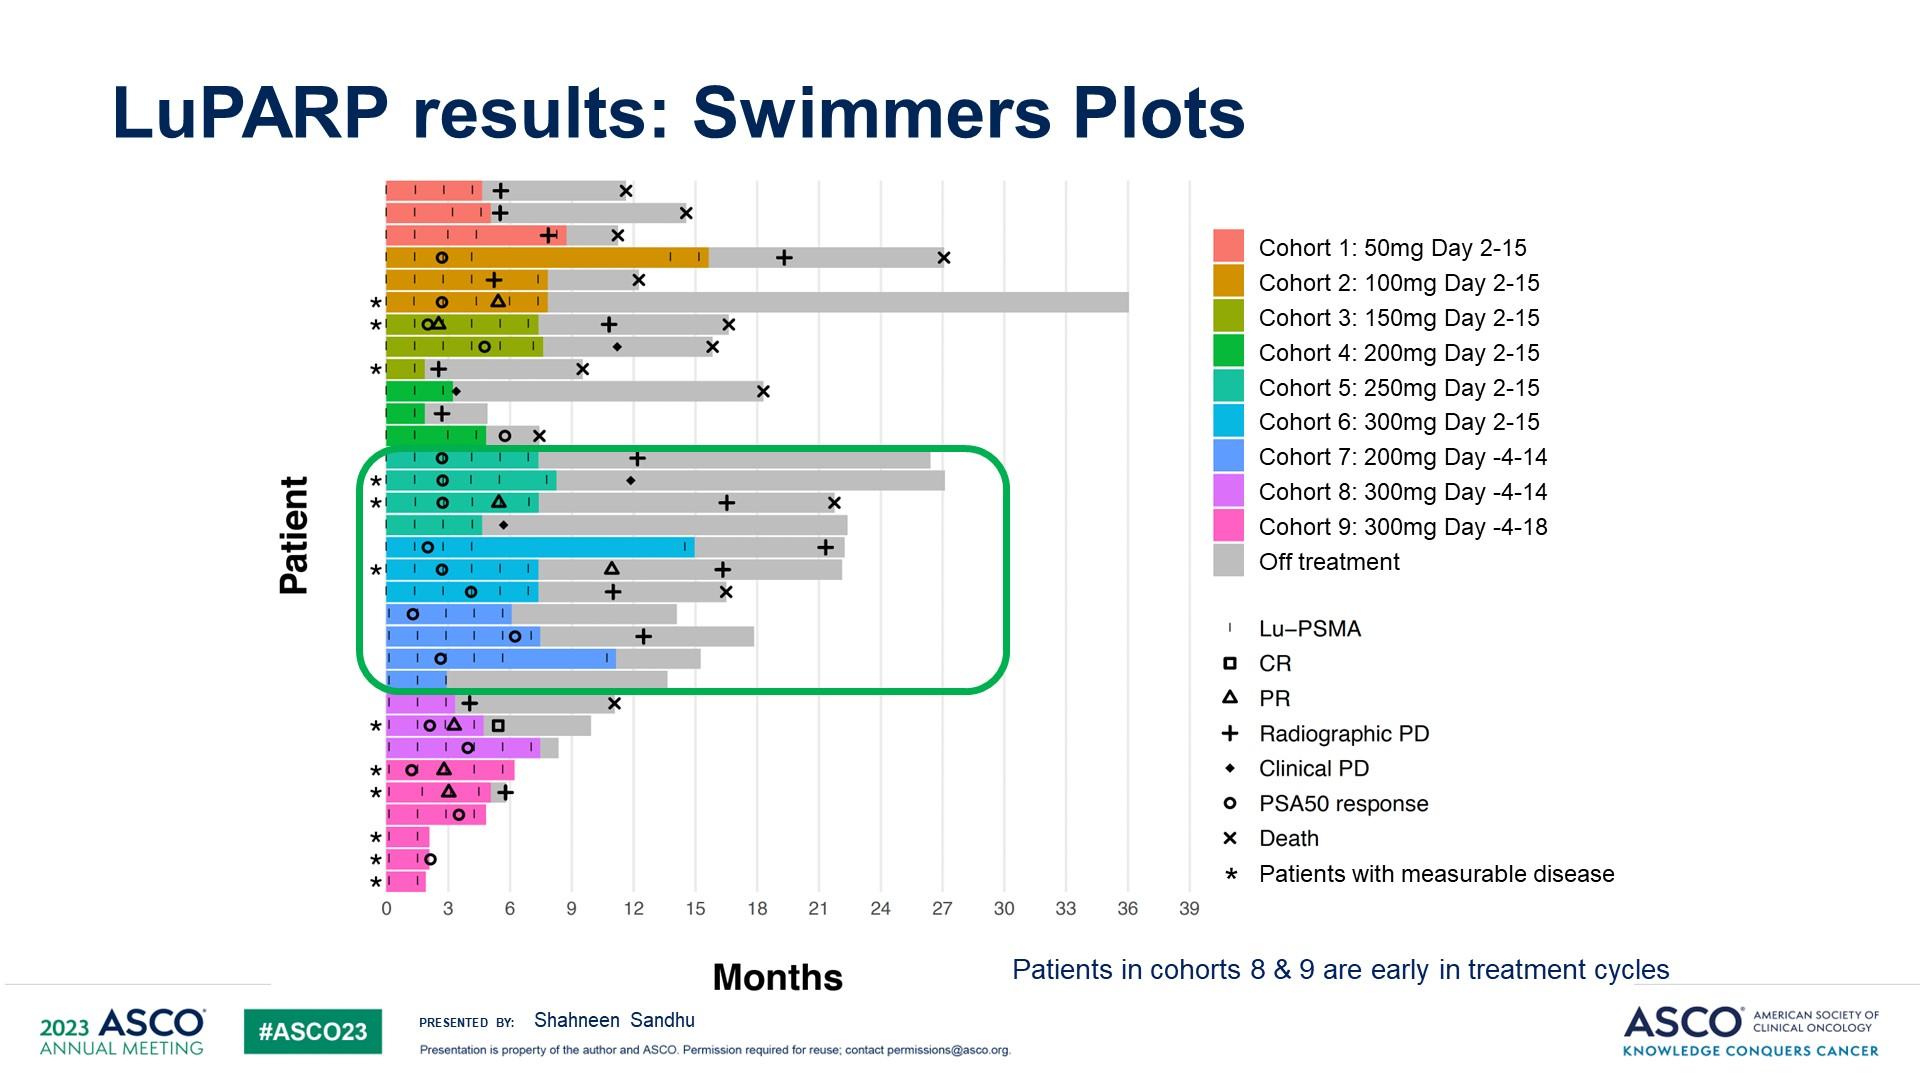 LuPARP results: Swimmers Plots
Patient
*
*
*
*
*
*
*
*
*
*
*
*
0 3 6 9 12 15 18 21 24 27 30 33 36 39
Months
Cohort 1: 50mg Day 2-15
Cohort 2: 100mg Day 2-15
Cohort 3: 150mg Day 2-15
Cohort 4: 200mg Day 2-15
Cohort 5: 250mg Day 2-15
Cohort 6: 300mg Day 2-15
Cohort 7: 200mg Day -4-14
Cohort 8: 300mg Day -4-14
Cohort 9: 300mg Day -4-18
Off treatment
Lu–PSMA
CR
PR
Radiographic PD
Clinical PD
PSA50 response
Death
* Patients with measurable disease
Patients in cohorts 8 & 9 are early in treatment cycles
2023 ASCO®
ANNUAL MEETING
#ASCO23
PRESENTED BY: Shahneen Sandhu
Presentation is property of the author and ASCO. Permission required for reuse; contact permissions@asco.org.
ASCO® AMERICAN SOCIETY OF
CLINICAL ONCOLOGY
KNOWLEDGE CONQUERS CANCER